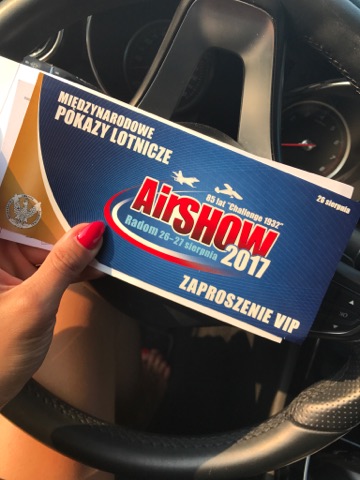 MIĘDZYNARODOWE
POKAZY LOTNICZE
26 sierpnia
85 lat "Challenge 1932"
AirSHOW
Radom 26-27 sierpnia 2017
ZAPROSZENIE VIP